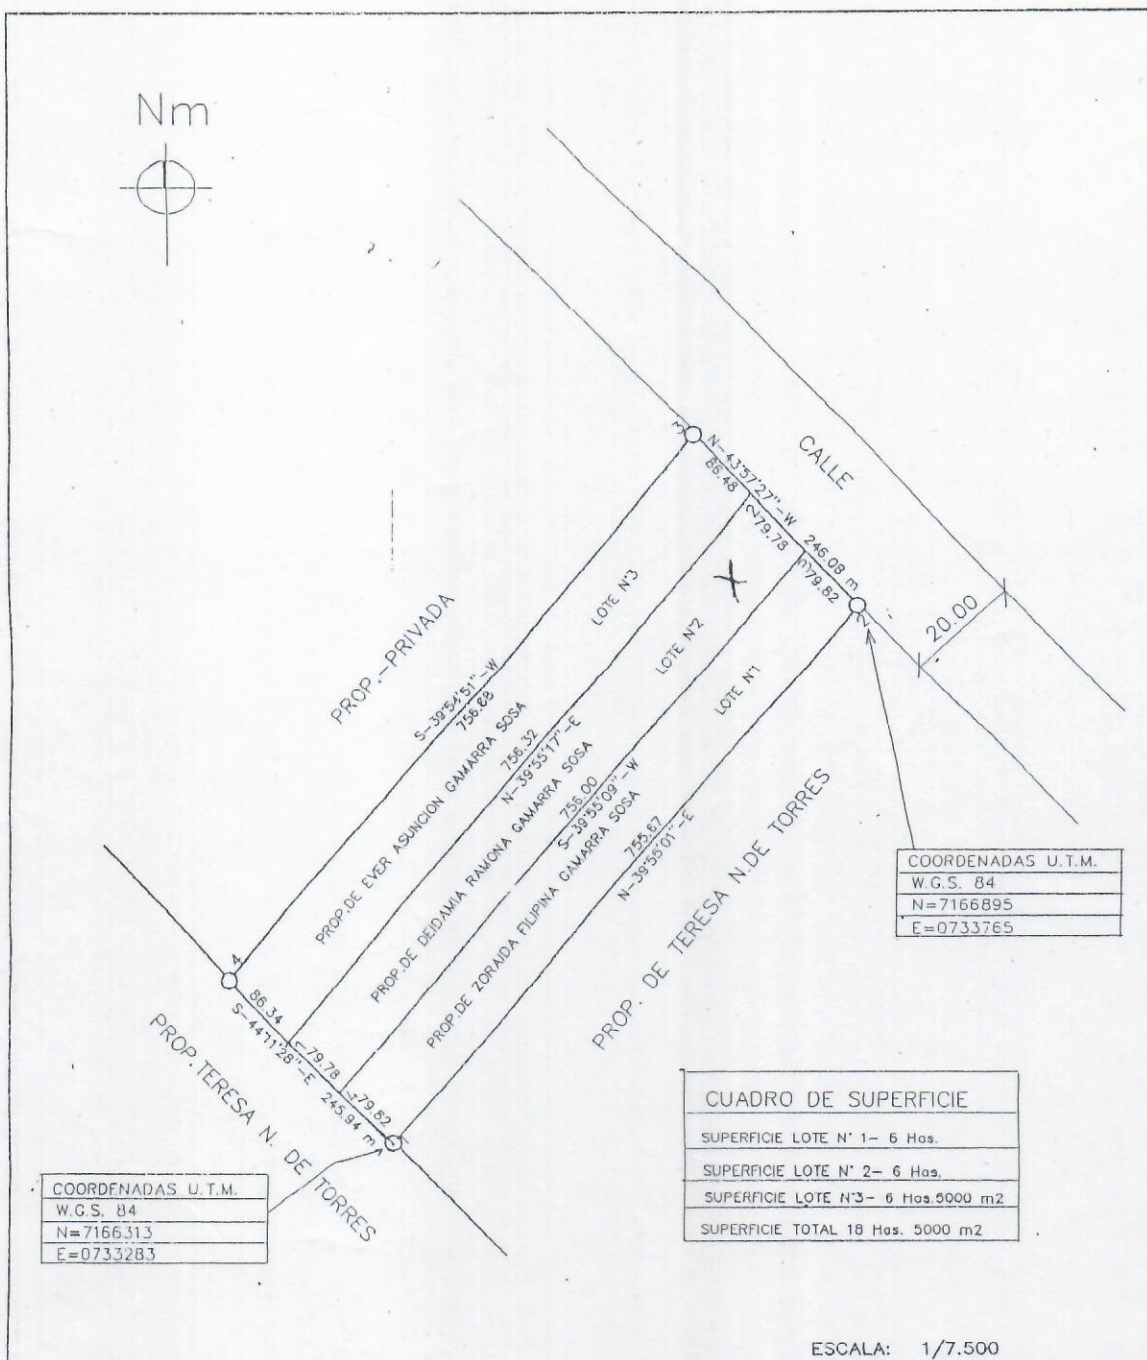 Nm
CALLE
3
N-43°57'27"-W
246.08 m
86.48
79.78
79.82
2
3
2
20.00
PROP.-PRIVADA
LOTE N°3
LOTE N°2
LOTE N°1
S-39°54'51"-W
756.68
PROP.DE EVER ASUNCION GAMARRA SOSA
756.32
N-39°55'17"-E
PROP.DE DEIDAMIA RAMONA GAMARRA SOSA
756.00
S-39°55'09"-W
PROP.DE ZORAIDA FILIPINA GAMARRA SOSA
755.67
N-39°55'01"-E
PROP. DE TERESA N.DE TORRES
COORDENADAS U.T.M.
W.G.S. 84
N=7166895
E=0733765
4
86.34
79.78
79.82
1
4
1
S-44°11'28"-E
245.94 m
PROP.TERESA N. DE TORRES
COORDENADAS U.T.M.
W.G.S. 84
N=7166313
E=0733283
CUADRO DE SUPERFICIE
SUPERFICIE LOTE N° 1- 6 Has.
SUPERFICIE LOTE N° 2- 6 Has.
SUPERFICIE LOTE N°3- 6 Has.5000 m2
SUPERFICIE TOTAL 18 Has. 5000 m2
ESCALA: 1/7.500